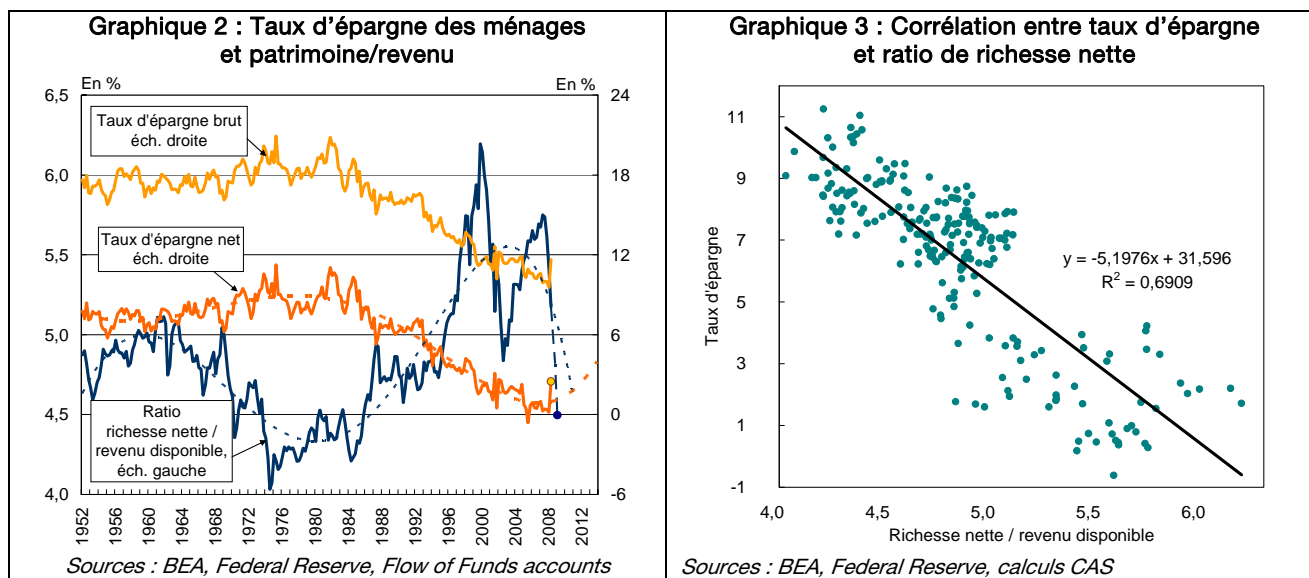 Graphique 2 : Taux d'épargne des ménages
et patrimoine/revenu
En %
En %
6,5
6,0
5,5
5,0
4,5
4,0
24
18
12
6
0
-6
Taux d'épargne brut
éch. droite
Taux d'épargne net
éch. droite
Ratio
richesse nette /
revenu disponible,
éch. gauche
1952
1956
1960
1964
1968
1972
1976
1980
1984
1988
1992
1996
2000
2004
2008
2012
Sources : BEA, Federal Reserve, Flow of Funds accounts
Graphique 3 : Corrélation entre taux d'épargne
et ratio de richesse nette
Taux d'épargne
11
9
7
5
3
1
-1
y = -5,1976x + 31,596
R² = 0,6909
4,0
4,5
5,0
5,5
6,0
Richesse nette / revenu disponible
Sources : BEA, Federal Reserve, calculs CAS